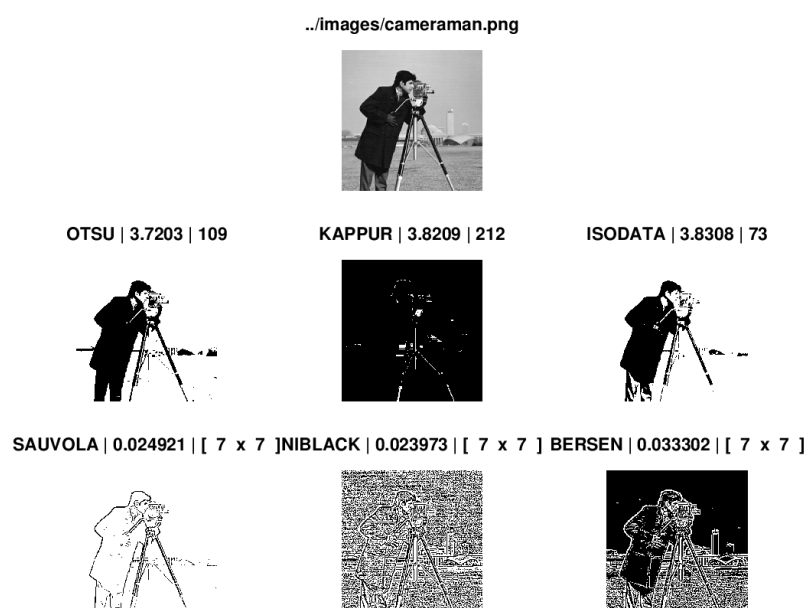 ../images/cameraman.png
OTSU | 3.7203 | 109
KAPPUR | 3.8209 | 212
ISODATA | 3.8308 | 73
SAUVOLA | 0.024921 | [ 7 x 7 ]
NIBLACK | 0.023973 | [ 7 x 7 ]
BERSEN | 0.033302 | [ 7 x 7 ]